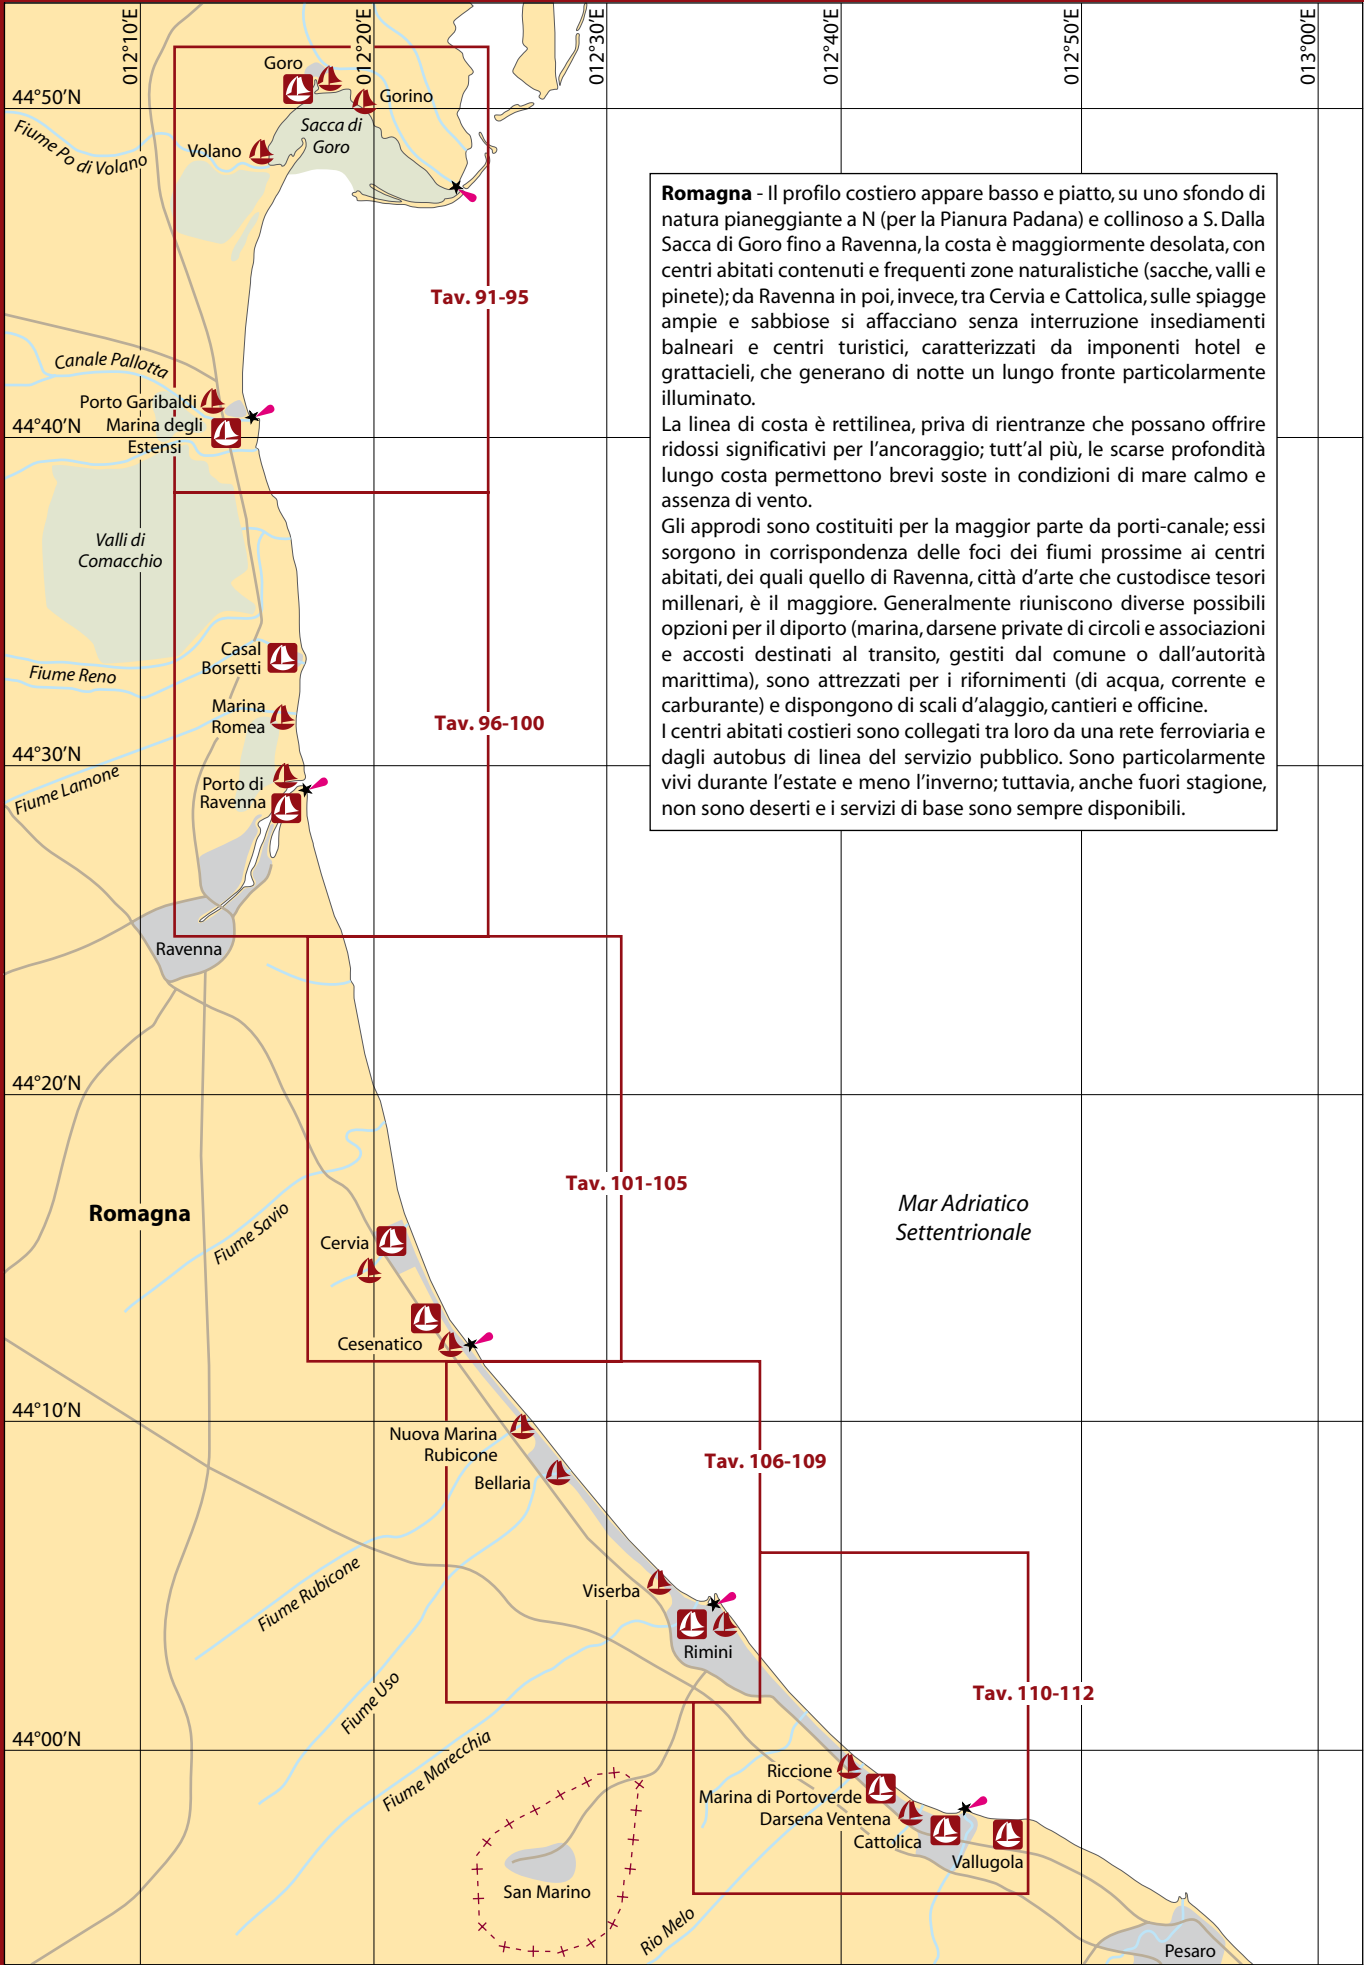 012°10'E
012°20'E
012°30'E
012°40'E
012°50'E
013°00'E
Goro
44°50'N
Gorino
Fiume Po di Volano
Sacca di
Goro
Volano
Romagna - Il profilo costiero appare basso e piatto, su uno sfondo di
natura pianeggiante a N (per la Pianura Padana) e collinoso a S. Dalla
Sacca di Goro fino a Ravenna, la costa è maggiormente desolata, con
centri abitati contenuti e frequenti zone naturalistiche (sacche, valli e
pinete); da Ravenna in poi, invece, tra Cervia e Cattolica, sulle spiagge
ampie e sabbiose si affacciano senza interruzione insediamenti
balneari e centri turistici, caratterizzati da imponenti hotel e
grattacieli, che generano di notte un lungo fronte particolarmente
illuminato.
La linea di costa è rettilinea, priva di rientranze che possano offrire
ridossi significativi per l'ancoraggio; tutt'al più, le scarse profondità
lungo costa permettono brevi soste in condizioni di mare calmo e
assenza di vento.
Gli approdi sono costituiti per la maggior parte da porti-canale; essi
sorgono in corrispondenza delle foci dei fiumi prossime ai centri
abitati, dei quali quello di Ravenna, città d'arte che custodisce tesori
millenari, è il maggiore. Generalmente riuniscono diverse possibili
opzioni per il diporto (marina, darsene private di circoli e associazioni
e accosti destinati al transito, gestiti dal comune o dall'autorità
marittima), sono attrezzati per i rifornimenti (di acqua, corrente e
carburante) e dispongono di scali d'alaggio, cantieri e officine.
I centri abitati costieri sono collegati tra loro da una rete ferroviaria e
dagli autobus di linea del servizio pubblico. Sono particolarmente
vivi durante l'estate e meno l'inverno; tuttavia, anche fuori stagione,
non sono deserti e i servizi di base sono sempre disponibili.
Tav. 91-95
Canale Pallotta
Porto Garibaldi
44°40'N
Marina degli
Estensi
Valli di
Comacchio
Casal
Borsetti
Fiume Reno
Marina
Romea
Tav. 96-100
44°30'N
Fiume Lamone
Porto di
Ravenna
Ravenna
44°20'N
Tav. 101-105
Romagna
Fiume Savio
Mar Adriatico
Settentrionale
Cervia
Cesenatico
44°10'N
Nuova Marina
Rubicone
Tav. 106-109
Bellaria
Fiume Rubicone
Viserba
Rimini
Fiume Uso
Tav. 110-112
44°00'N
Fiume Marecchia
Riccione
Marina di Portoverde
Darsena Ventena
Cattolica
Vallugola
San Marino
Rio Melo
Pesaro